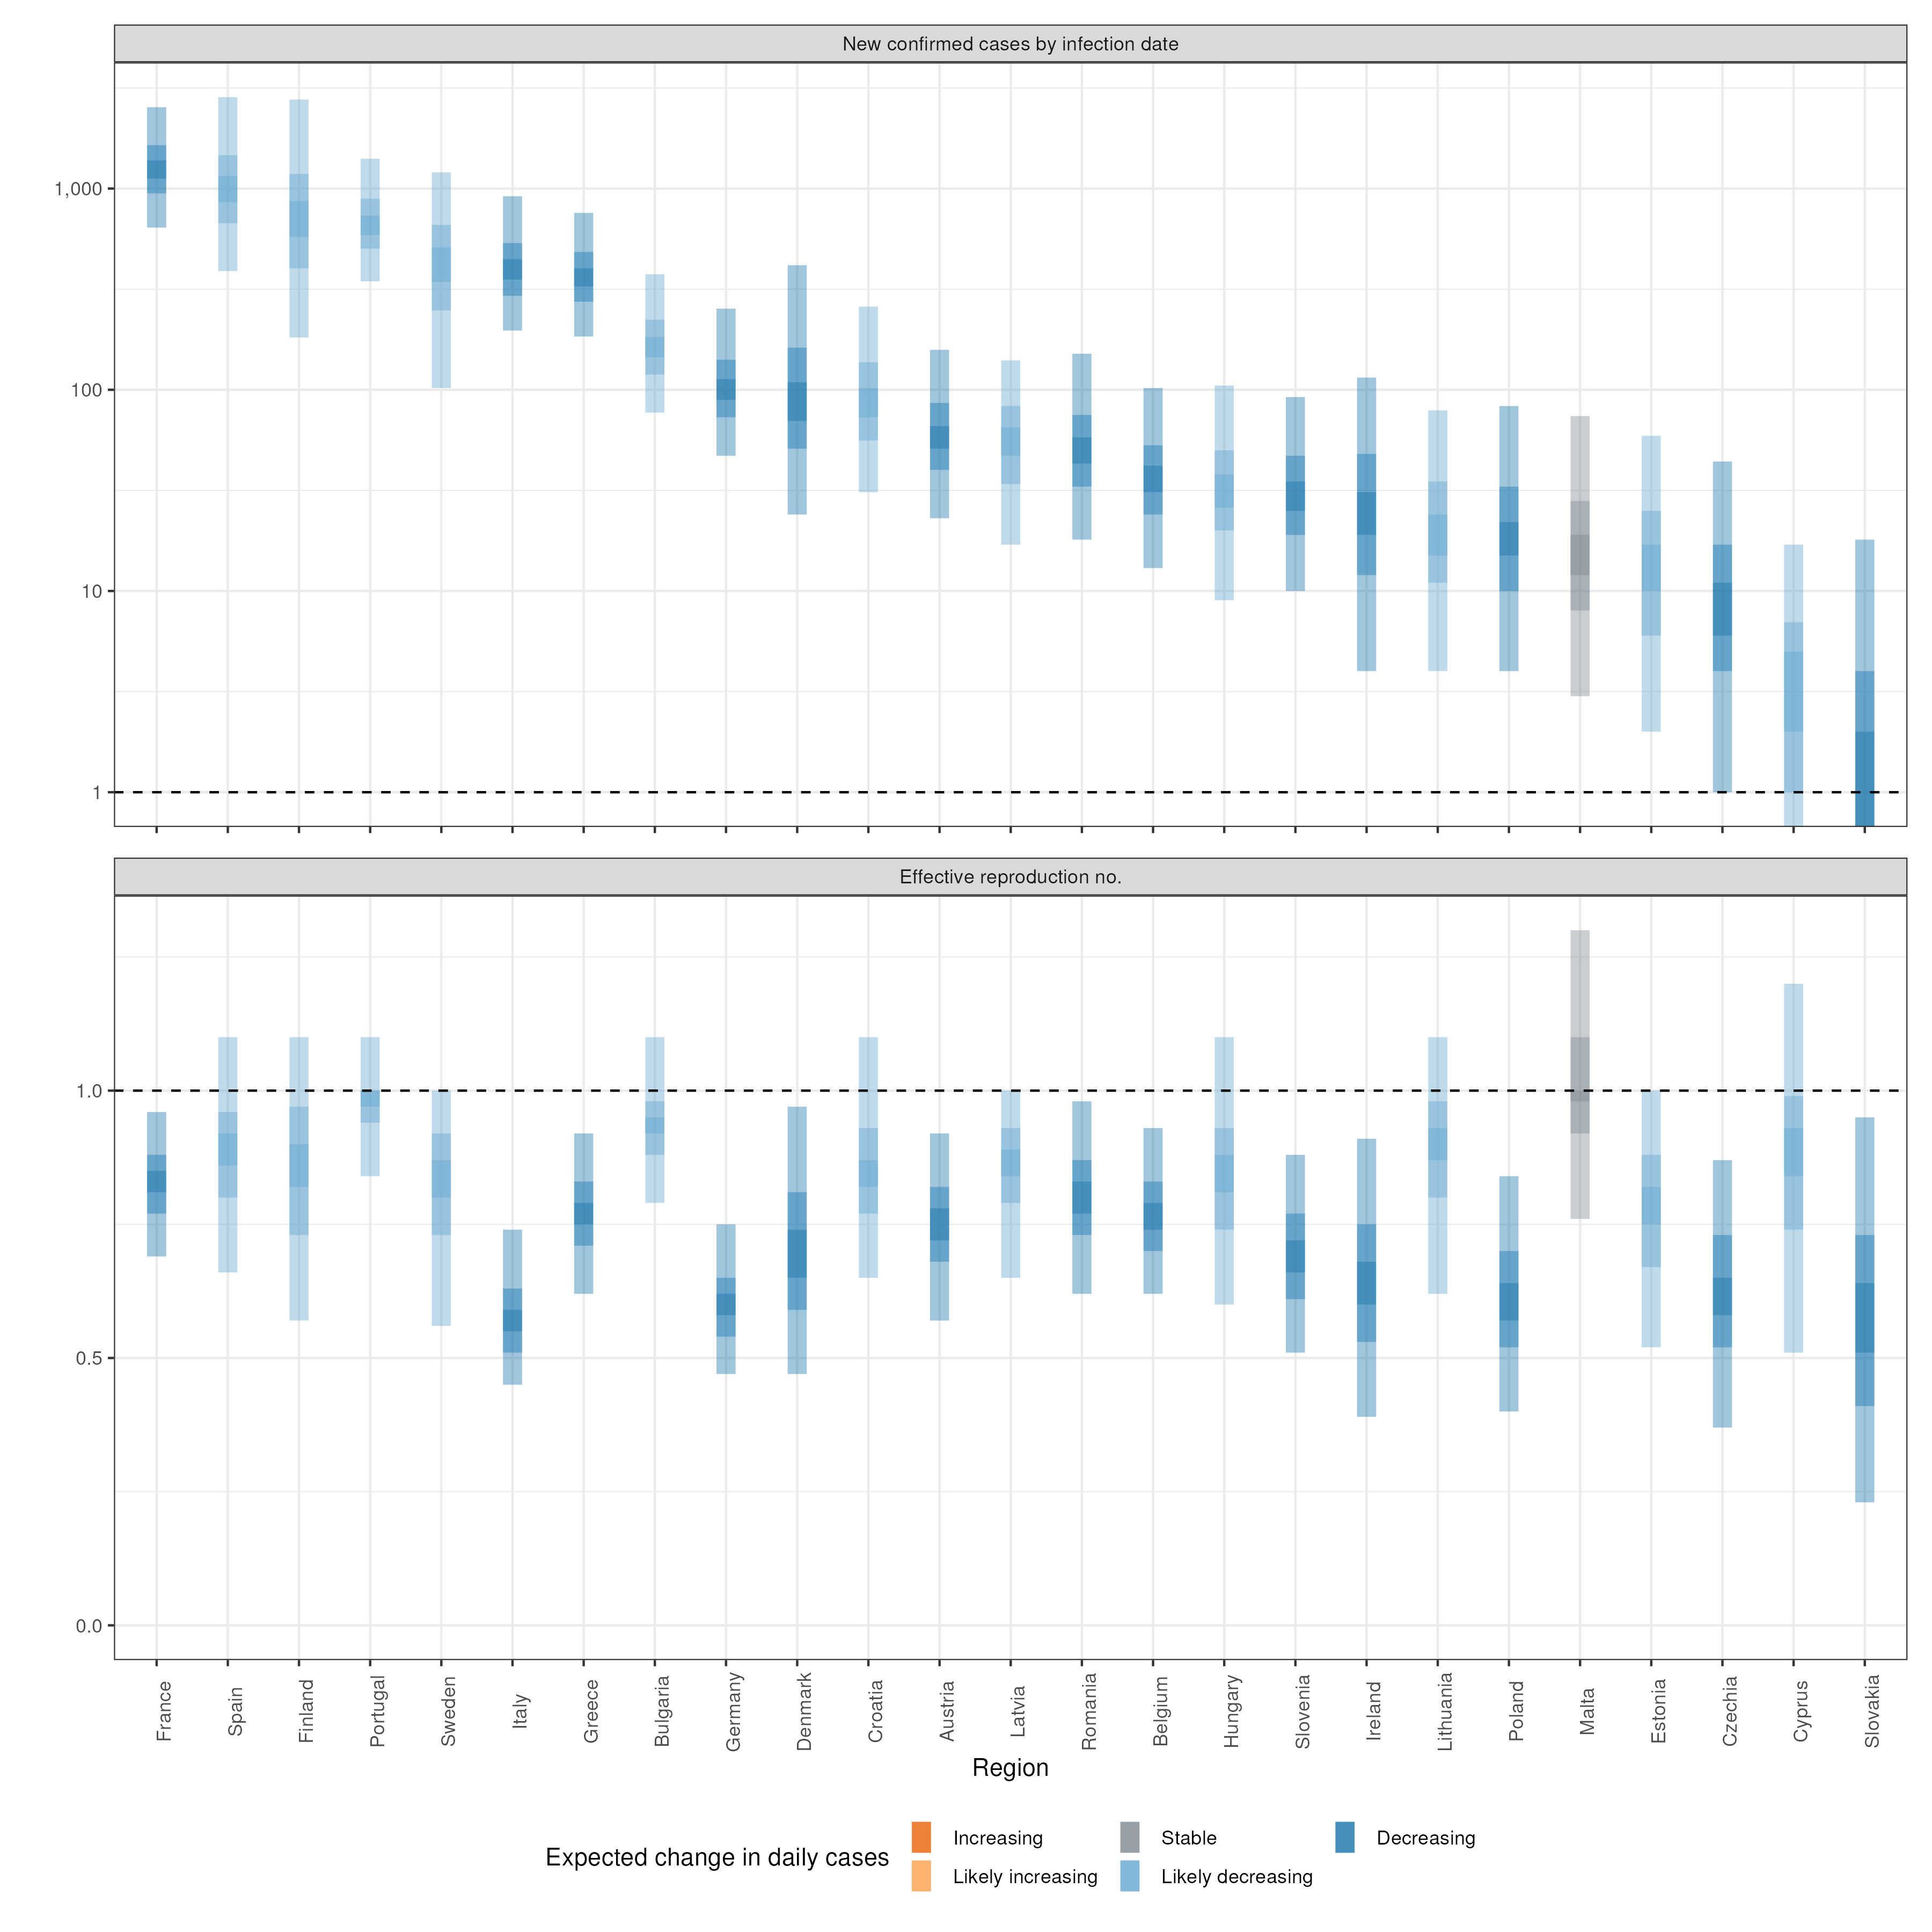 New confirmed cases by infection date
1,000
100
10
1
Effective reproduction no.
1.0
0.5
0.0
France
Spain
Finland
Portugal
Sweden
Italy
Greece
Bulgaria
Germany
Denmark
Croatia
Austria
Latvia
Romania
Belgium
Hungary
Slovenia
Ireland
Lithuania
Poland
Malta
Estonia
Czechia
Cyprus
Slovakia
Region
Expected change in daily cases
Increasing
Likely increasing
Stable
Likely decreasing
Decreasing